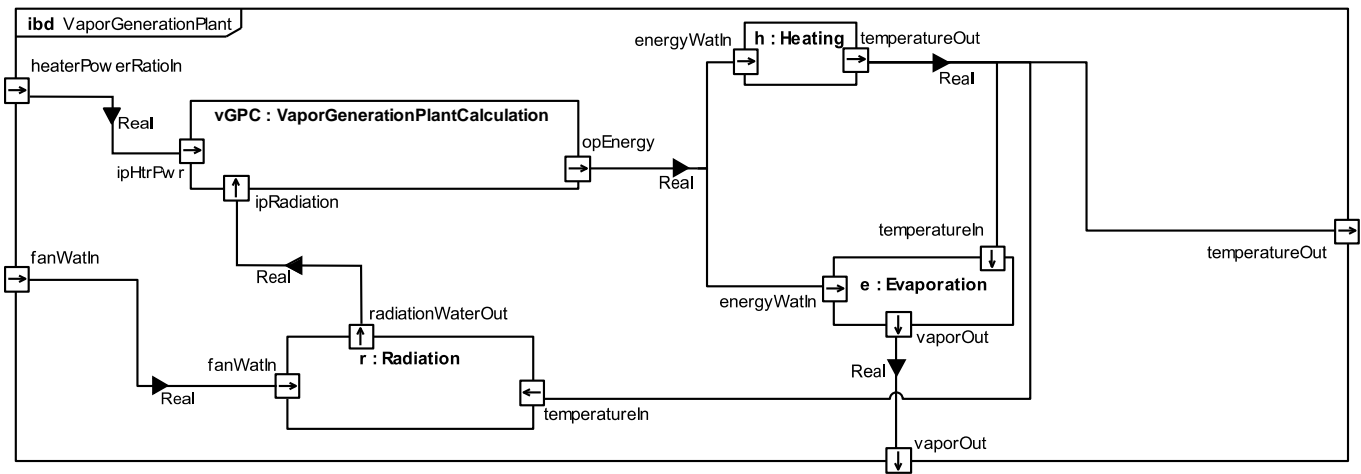 ibd VaporGenerationPlant
heaterPowerRatioIn
Real
ipHtrPwr
vGPC : VaporGenerationPlantCalculation
opEnergy
Real
ipRadiation
energyWatIn
h : Heating
temperatureOut
Real
temperatureIn
temperatureOut
fanWatIn
Real
radiationWaterOut
energyWatIn
e : Evaporation
vaporOut
Real
fanWatIn
r : Radiation
Real
temperatureIn
vaporOut